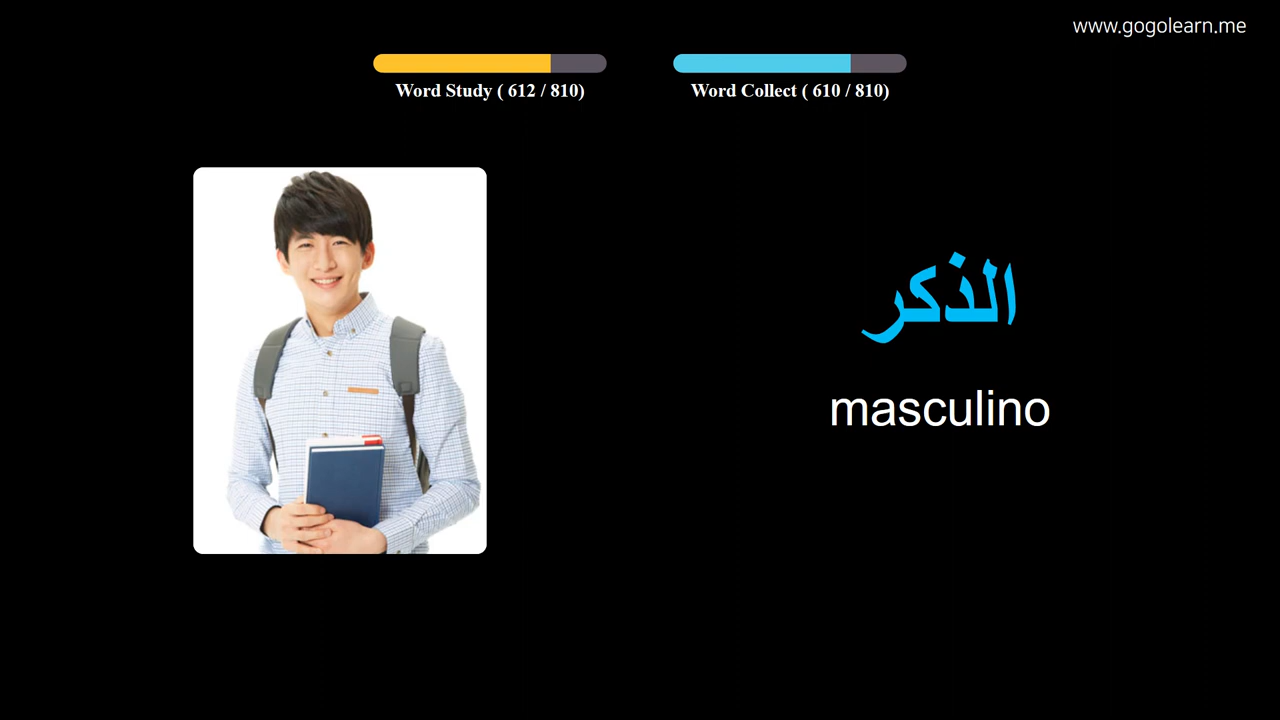 www.gogolearn.me
Word Study ( 612 / 810)
Word Collect ( 610 / 810)
الذكر
masculino